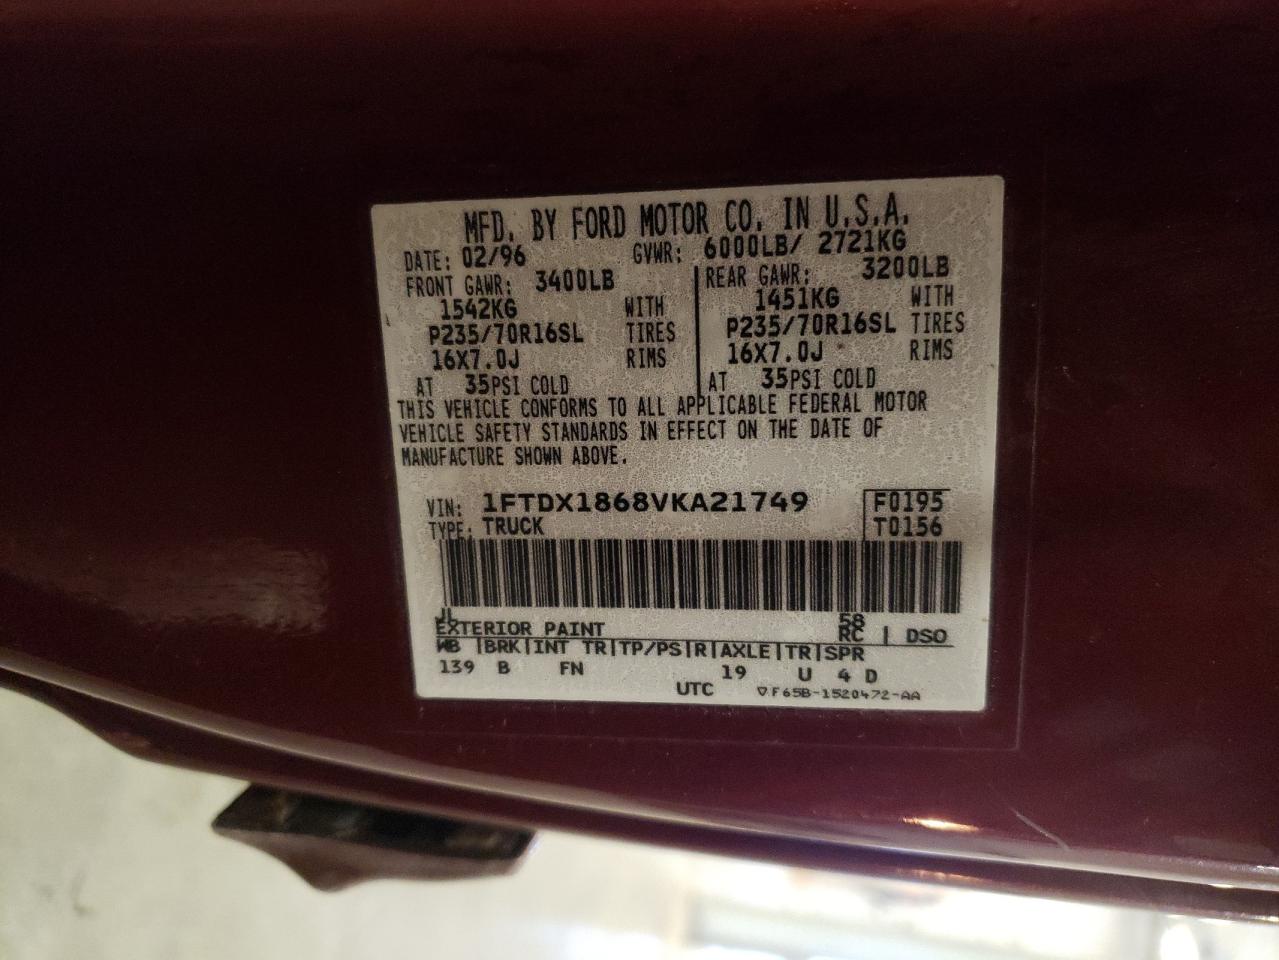 MFD. BY FORD MOTOR CO. IN U.S.A.
DATE: 02/96 GVWR: 6000LB/ 2721KG
FRONT GAWR: 3400LB REAR GAWR: 3200LB
1542KG WITH 1451KG WITH
P235/70R16SL TIRES P235/70R16SL TIRES
16X7.0J RIMS 16X7.0J RIMS
AT 35PSI COLD AT 35PSI COLD
THIS VEHICLE CONFORMS TO ALL APPLICABLE FEDERAL MOTOR
VEHICLE SAFETY STANDARDS IN EFFECT ON THE DATE OF
MANUFACTURE SHOWN ABOVE.
VIN: 1FTDX1868VKA21749 F0195
TYPE: TRUCK T0156
JL 58
EXTERIOR PAINT RC | DSO
WB |BRK|INT TR|TP/PS|R|AXLE|TR|SPR
139 B FN 19 U 4 D
UTC ▽F65B-1520472-AA